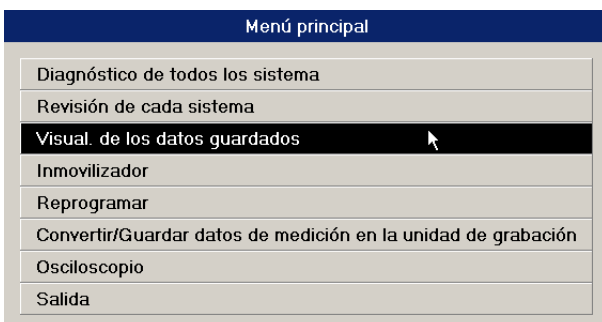 Menú principal
Diagnóstico de todos los sistema
Revisión de cada sistema
Visual. de los datos guardados
Inmovilizador
Reprogramar
Convertir/Guardar datos de medición en la unidad de grabación
Osciloscopio
Salida